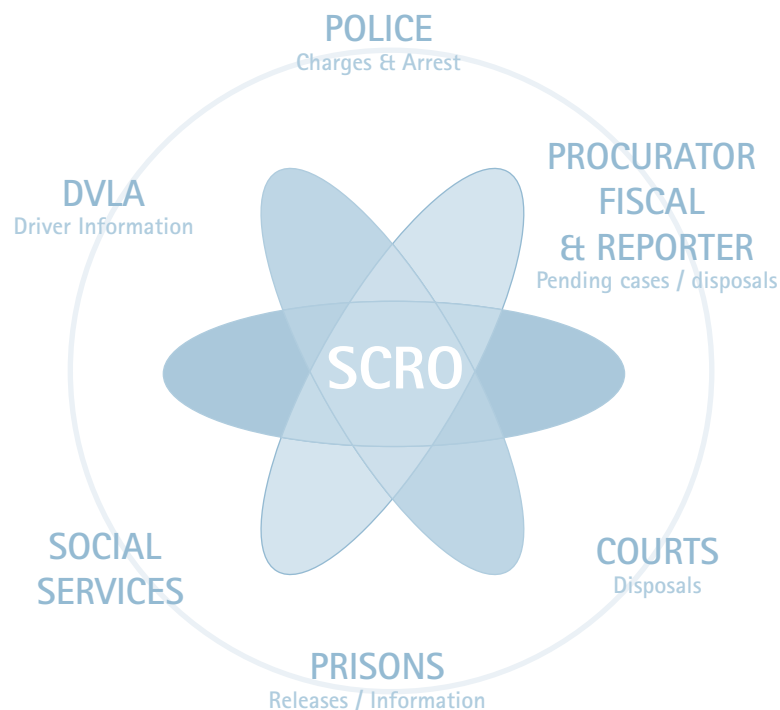 POLICE
Charges & Arrest
PROCURATOR
FISCAL
& REPORTER
Pending cases / disposals
DVLA
Driver Information
SCRO
SOCIAL
SERVICES
COURTS
Disposals
PRISONS
Releases / Information